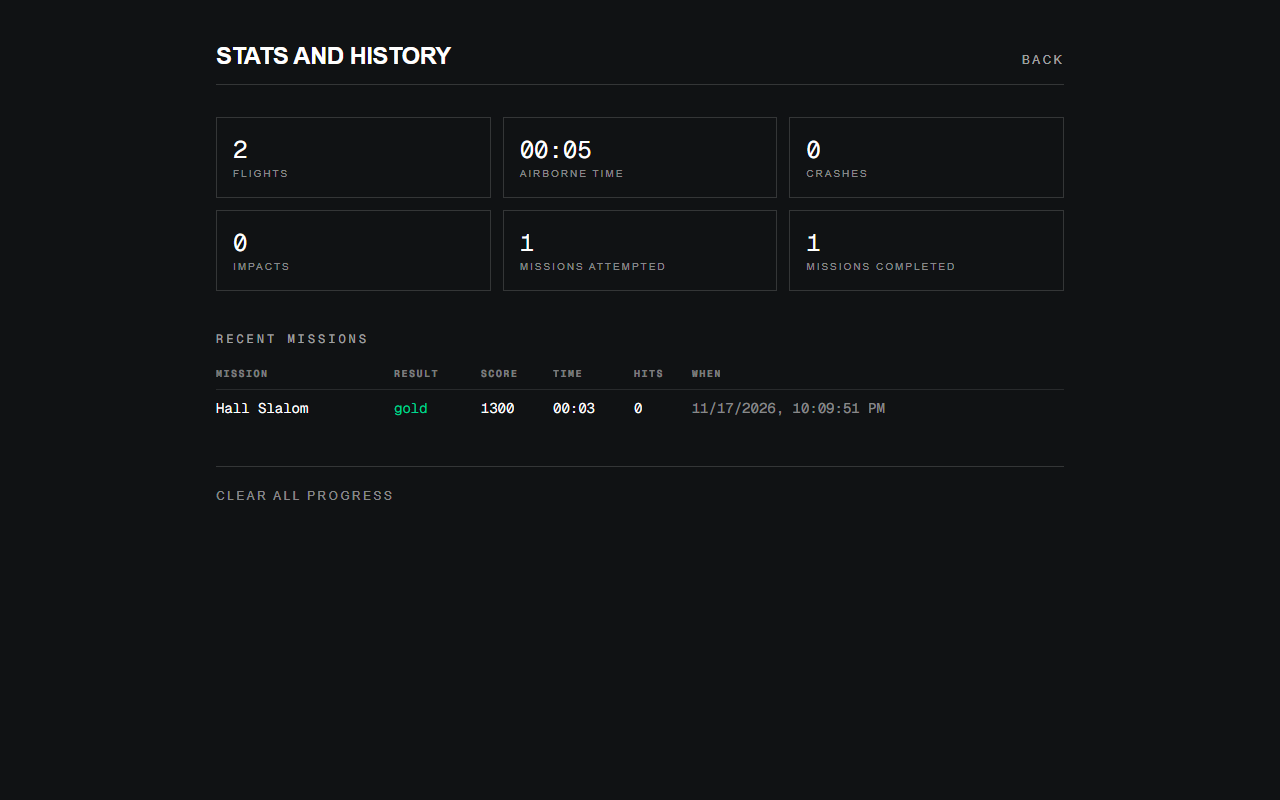 STATS AND HISTORY
BACK
2
FLIGHTS
00:05
AIRBORNE TIME
0
CRASHES
0
IMPACTS
1
MISSIONS ATTEMPTED
1
MISSIONS COMPLETED
RECENT MISSIONS
MISSION RESULT SCORE TIME HITS WHEN
Hall Slalom gold 1300 00:03 0 11/17/2026, 10:09:51 PM
CLEAR ALL PROGRESS